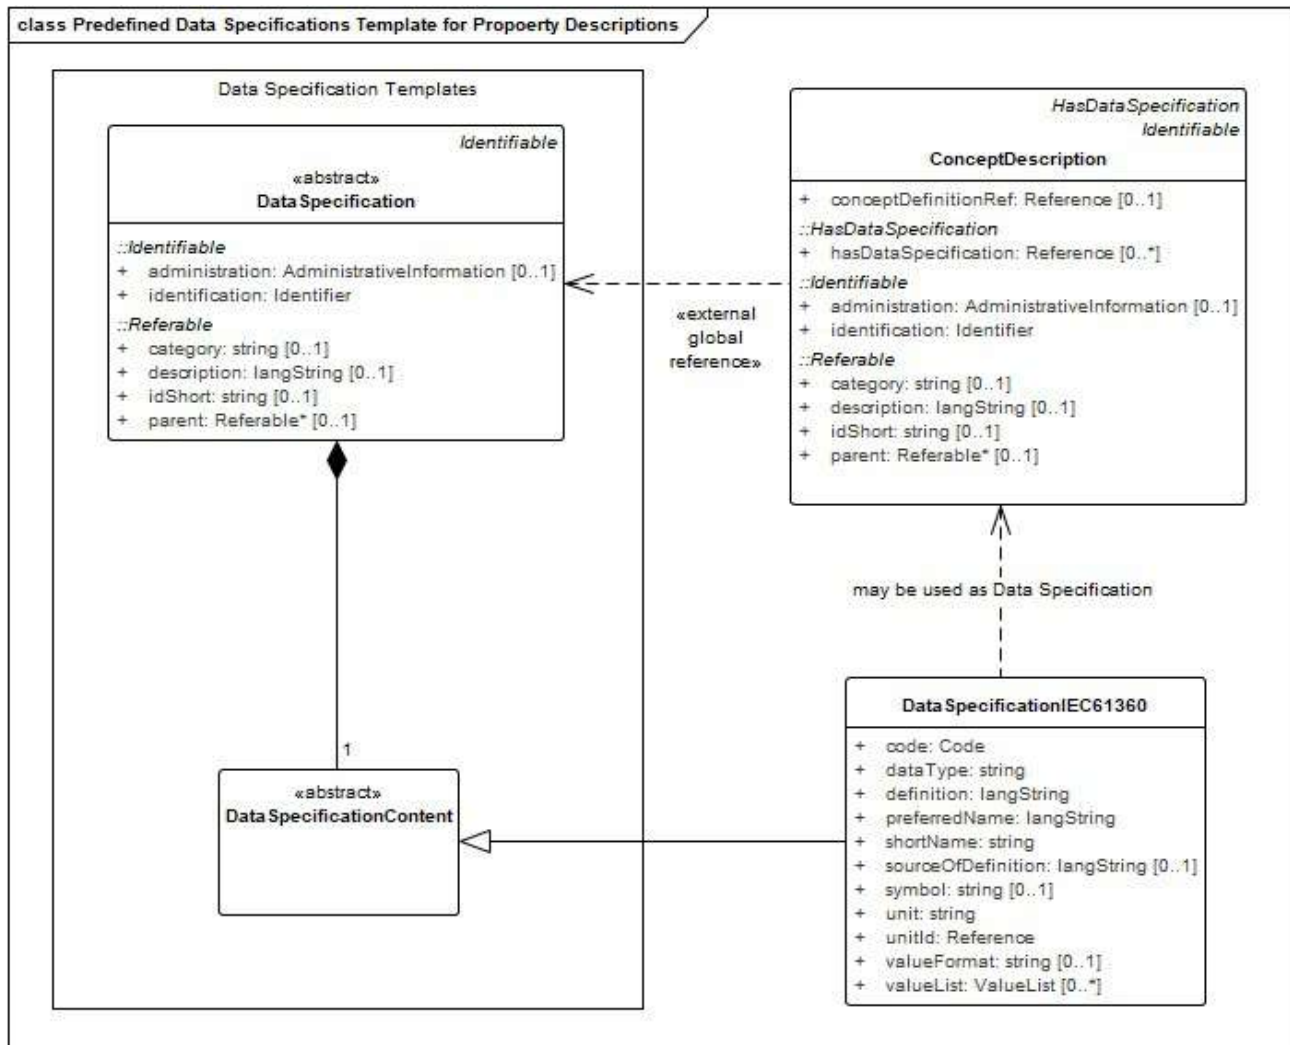 class Predefined Data Specifications Template for Propoerty Descriptions
Data Specification Templates
Identifiable
«abstract»
DataSpecification
::Identifiable
+ administration: AdministrativeInformation [0..1]
+ identification: Identifier
::Referable
+ category: string [0..1]
+ description: langString [0..1]
+ idShort: string [0..1]
+ parent: Referable* [0..1]
1
«abstract»
DataSpecificationContent
«external
global
reference»
HasDataSpecification
Identifiable
ConceptDescription
+ conceptDefinitionRef: Reference [0..1]
::HasDataSpecification
+ hasDataSpecification: Reference [0..*]
::Identifiable
+ administration: AdministrativeInformation [0..1]
+ identification: Identifier
::Referable
+ category: string [0..1]
+ description: langString [0..1]
+ idShort: string [0..1]
+ parent: Referable* [0..1]
may be used as Data Specification
DataSpecificationIEC61360
+ code: Code
+ dataType: string
+ definition: langString
+ preferredName: langString
+ shortName: string
+ sourceOfDefinition: langString [0..1]
+ symbol: string [0..1]
+ unit: string
+ unitId: Reference
+ valueFormat: string [0..1]
+ valueList: ValueList [0..*]